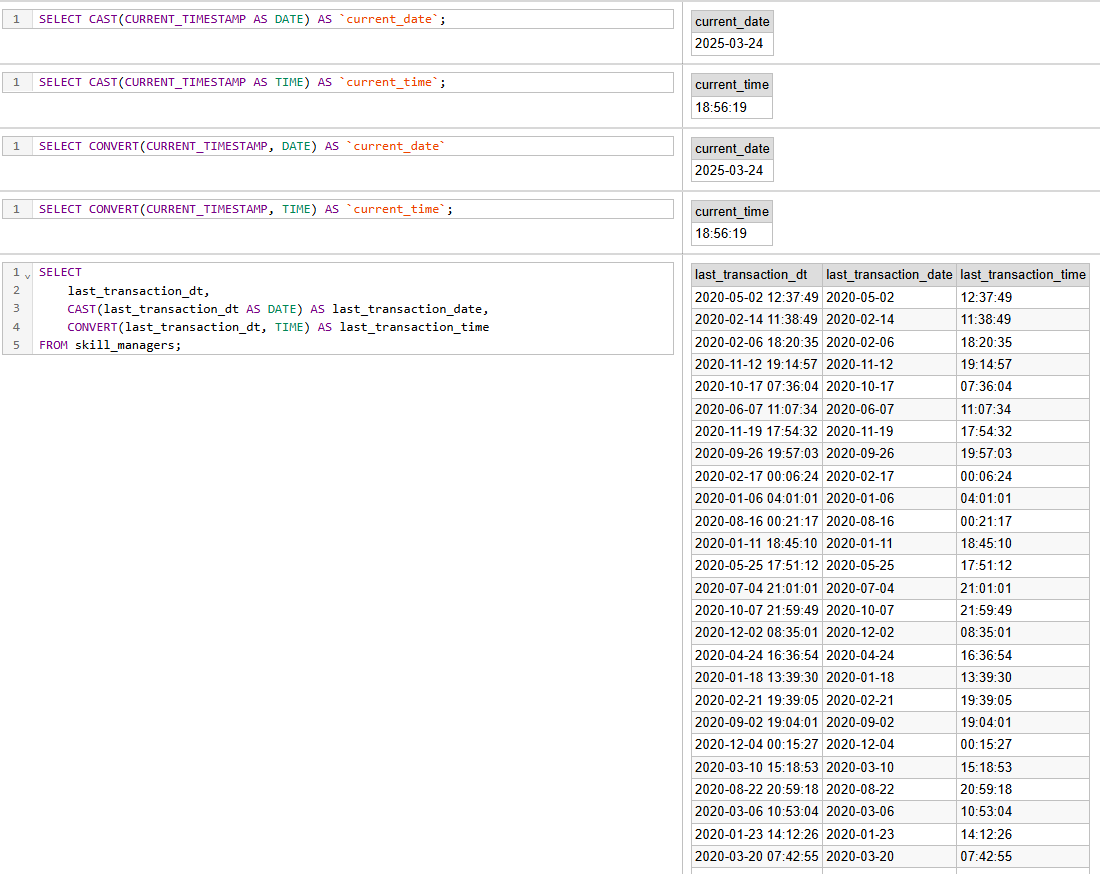 1 SELECT CAST(CURRENT_TIMESTAMP AS DATE) AS `current_date`;
current_date
2025-03-24
1 SELECT CAST(CURRENT_TIMESTAMP AS TIME) AS `current_time`;
current_time
18:56:19
1 SELECT CONVERT(CURRENT_TIMESTAMP, DATE) AS `current_date`
current_date
2025-03-24
1 SELECT CONVERT(CURRENT_TIMESTAMP, TIME) AS `current_time`;
current_time
18:56:19
1 SELECT
2 last_transaction_dt,
3 CAST(last_transaction_dt AS DATE) AS last_transaction_date,
4 CONVERT(last_transaction_dt, TIME) AS last_transaction_time
5 FROM skill_managers;
last_transaction_dt last_transaction_date last_transaction_time
2020-05-02 12:37:49 2020-05-02 12:37:49
2020-02-14 11:38:49 2020-02-14 11:38:49
2020-02-06 18:20:35 2020-02-06 18:20:35
2020-11-12 19:14:57 2020-11-12 19:14:57
2020-10-17 07:36:04 2020-10-17 07:36:04
2020-06-07 11:07:34 2020-06-07 11:07:34
2020-11-19 17:54:32 2020-11-19 17:54:32
2020-09-26 19:57:03 2020-09-26 19:57:03
2020-02-17 00:06:24 2020-02-17 00:06:24
2020-01-06 04:01:01 2020-01-06 04:01:01
2020-08-16 00:21:17 2020-08-16 00:21:17
2020-01-11 18:45:10 2020-01-11 18:45:10
2020-05-25 17:51:12 2020-05-25 17:51:12
2020-07-04 21:01:01 2020-07-04 21:01:01
2020-10-07 21:59:49 2020-10-07 21:59:49
2020-12-02 08:35:01 2020-12-02 08:35:01
2020-04-24 16:36:54 2020-04-24 16:36:54
2020-01-18 13:39:30 2020-01-18 13:39:30
2020-02-21 19:39:05 2020-02-21 19:39:05
2020-09-02 19:04:01 2020-09-02 19:04:01
2020-12-04 00:15:27 2020-12-04 00:15:27
2020-03-10 15:18:53 2020-03-10 15:18:53
2020-08-22 20:59:18 2020-08-22 20:59:18
2020-03-06 10:53:04 2020-03-06 10:53:04
2020-01-23 14:12:26 2020-01-23 14:12:26
2020-03-20 07:42:55 2020-03-20 07:42:55